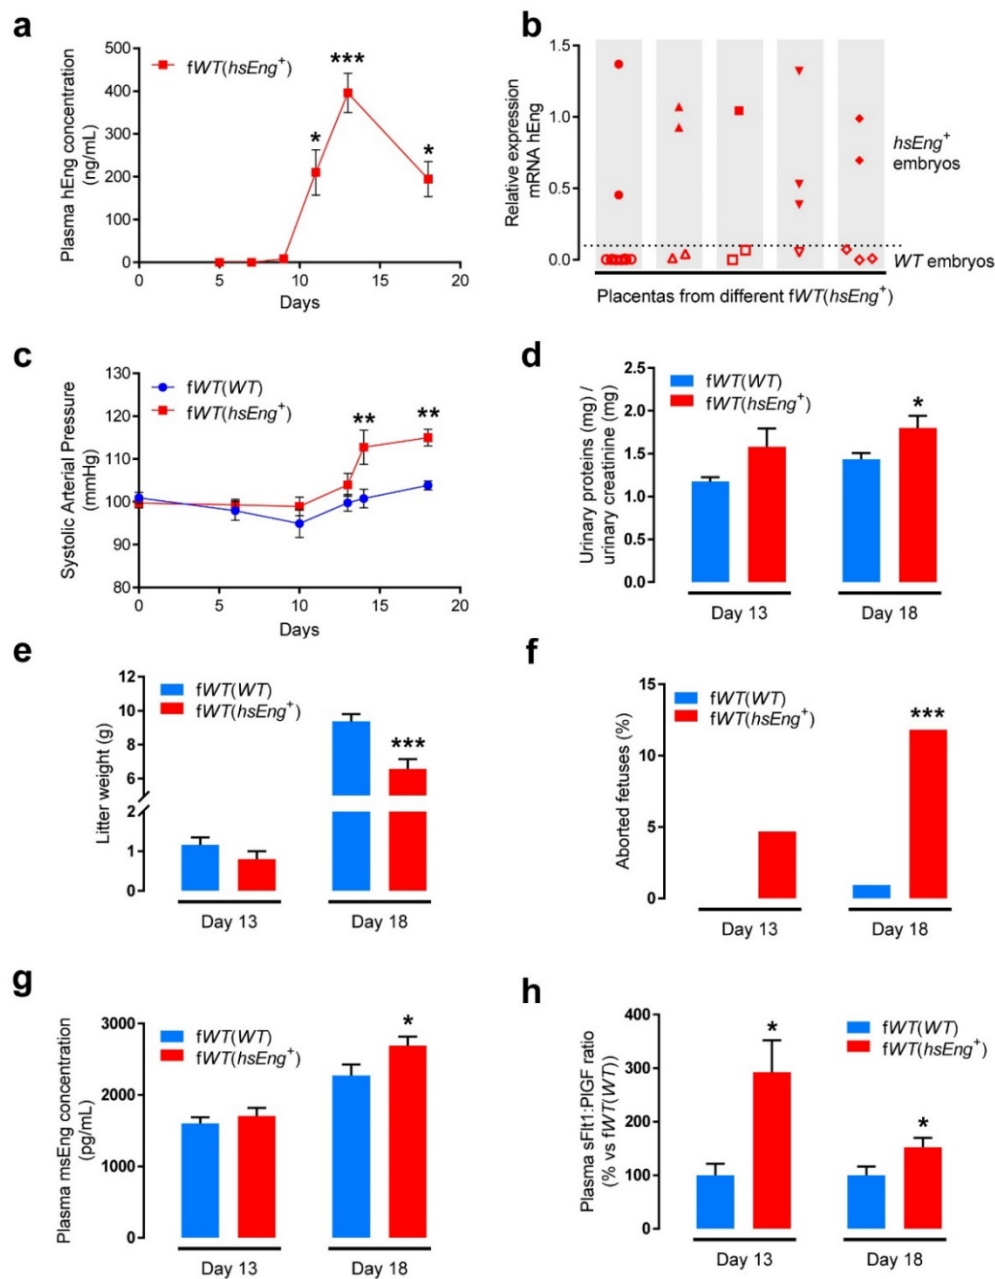 a
Plasma hEng concentration
(ng/mL)
500
400
300
200
100
0
fWT(hsEng+)
*
***
*
0 5 10 15 20
Days
b
Relative expression
mRNA hEng
1.5
1.0
0.5
0.0
hsEng+
embryos
WT embryos
Placentas from different fWT(hsEng+)
c
Systolic Arterial Pressure
(mmHg)
130
120
110
100
90
80
fWT(WT)
fWT(hsEng+)
**
**
0 5 10 15 20
Days
d
Urinary proteins (mg) /
urinary creatinine (mg)
2.5
2.0
1.5
1.0
0.5
0.0
fWT(WT)
fWT(hsEng+)
*
Day 13 Day 18
e
Litter weight (g)
12
10
8
6
2
1
0
fWT(WT)
fWT(hsEng+)
***
Day 13 Day 18
f
Aborted fetuses (%)
15
10
5
0
fWT(WT)
fWT(hsEng+)
***
Day 13 Day 18
g
Plasma msEng concentration
(pg/mL)
3000
2000
1000
0
fWT(WT)
fWT(hsEng+)
*
Day 13 Day 18
h
Plasma sFlt1:PlGF ratio
(% vs fWT(WT))
400
300
200
100
0
fWT(WT)
fWT(hsEng+)
*
*
Day 13 Day 18